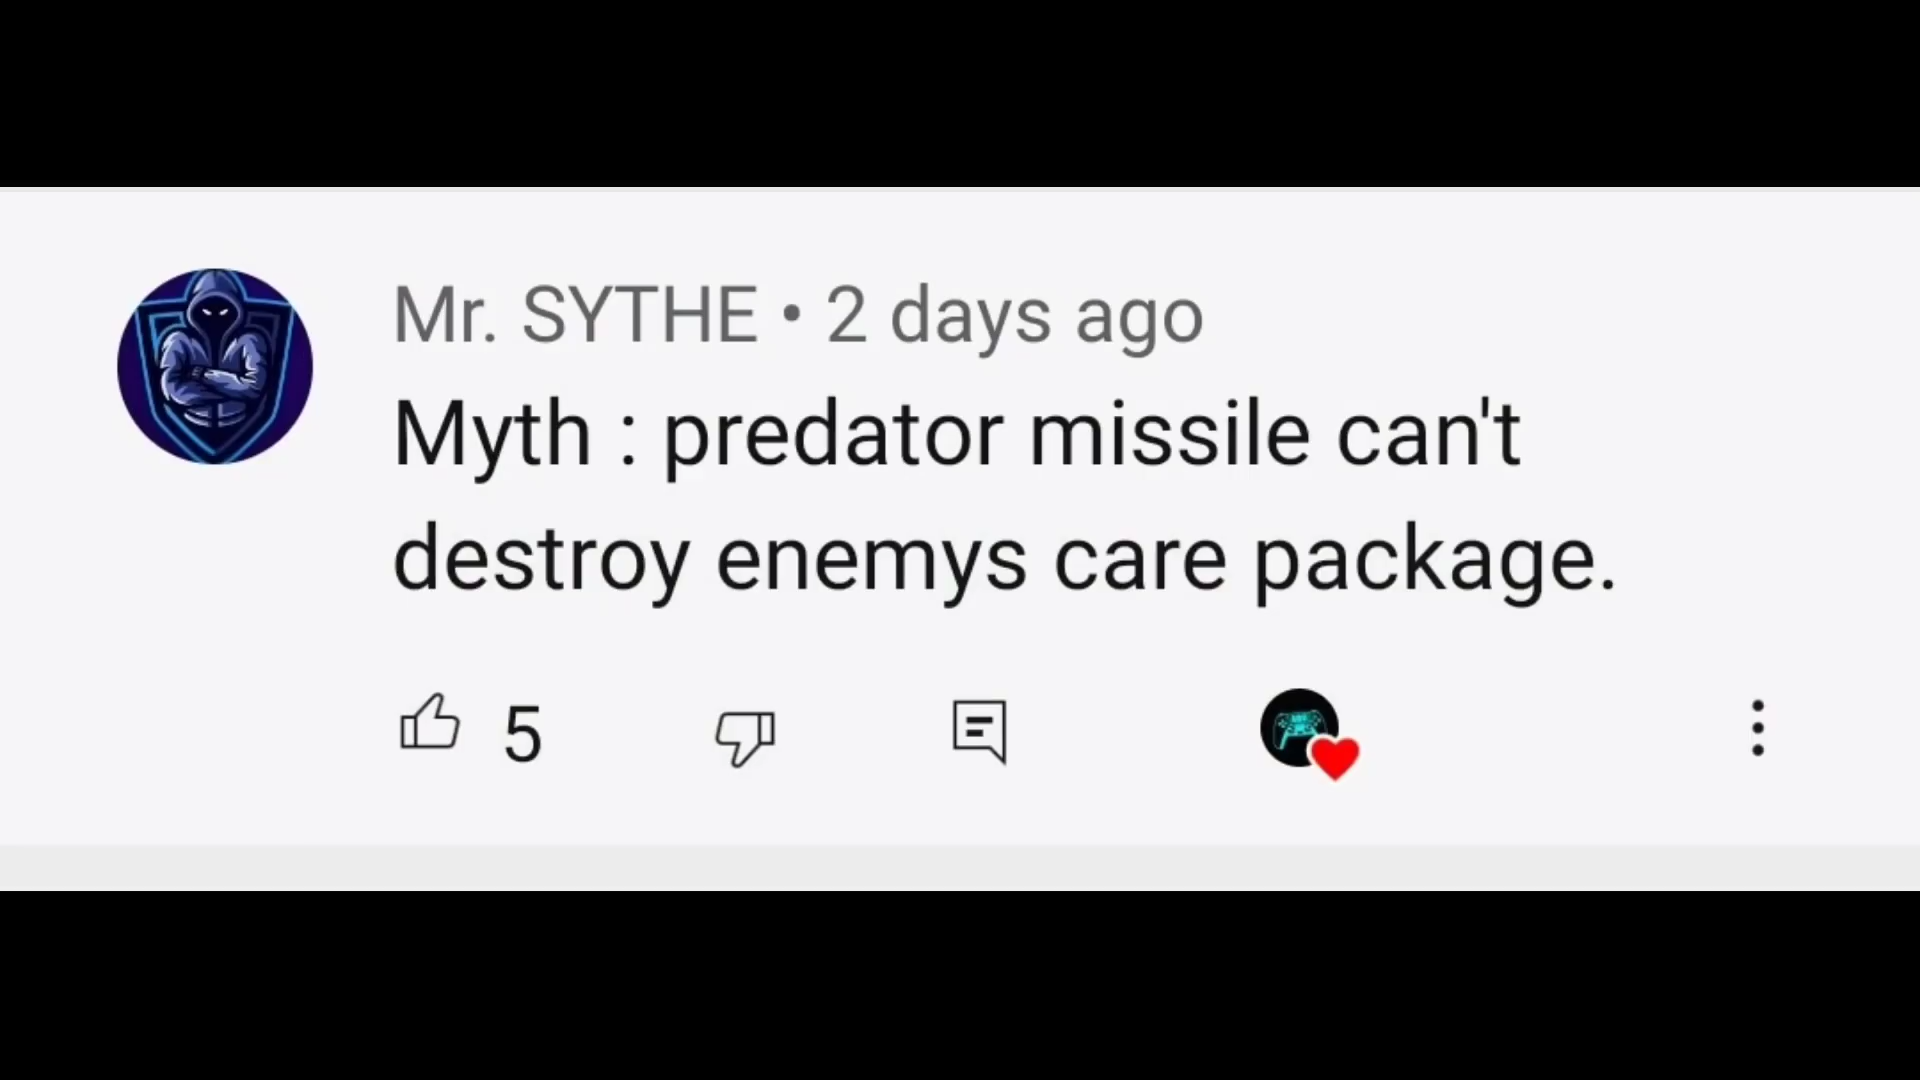 Mr. SYTHE • 2 days ago
Myth : predator missile can't
destroy enemys care package.
5